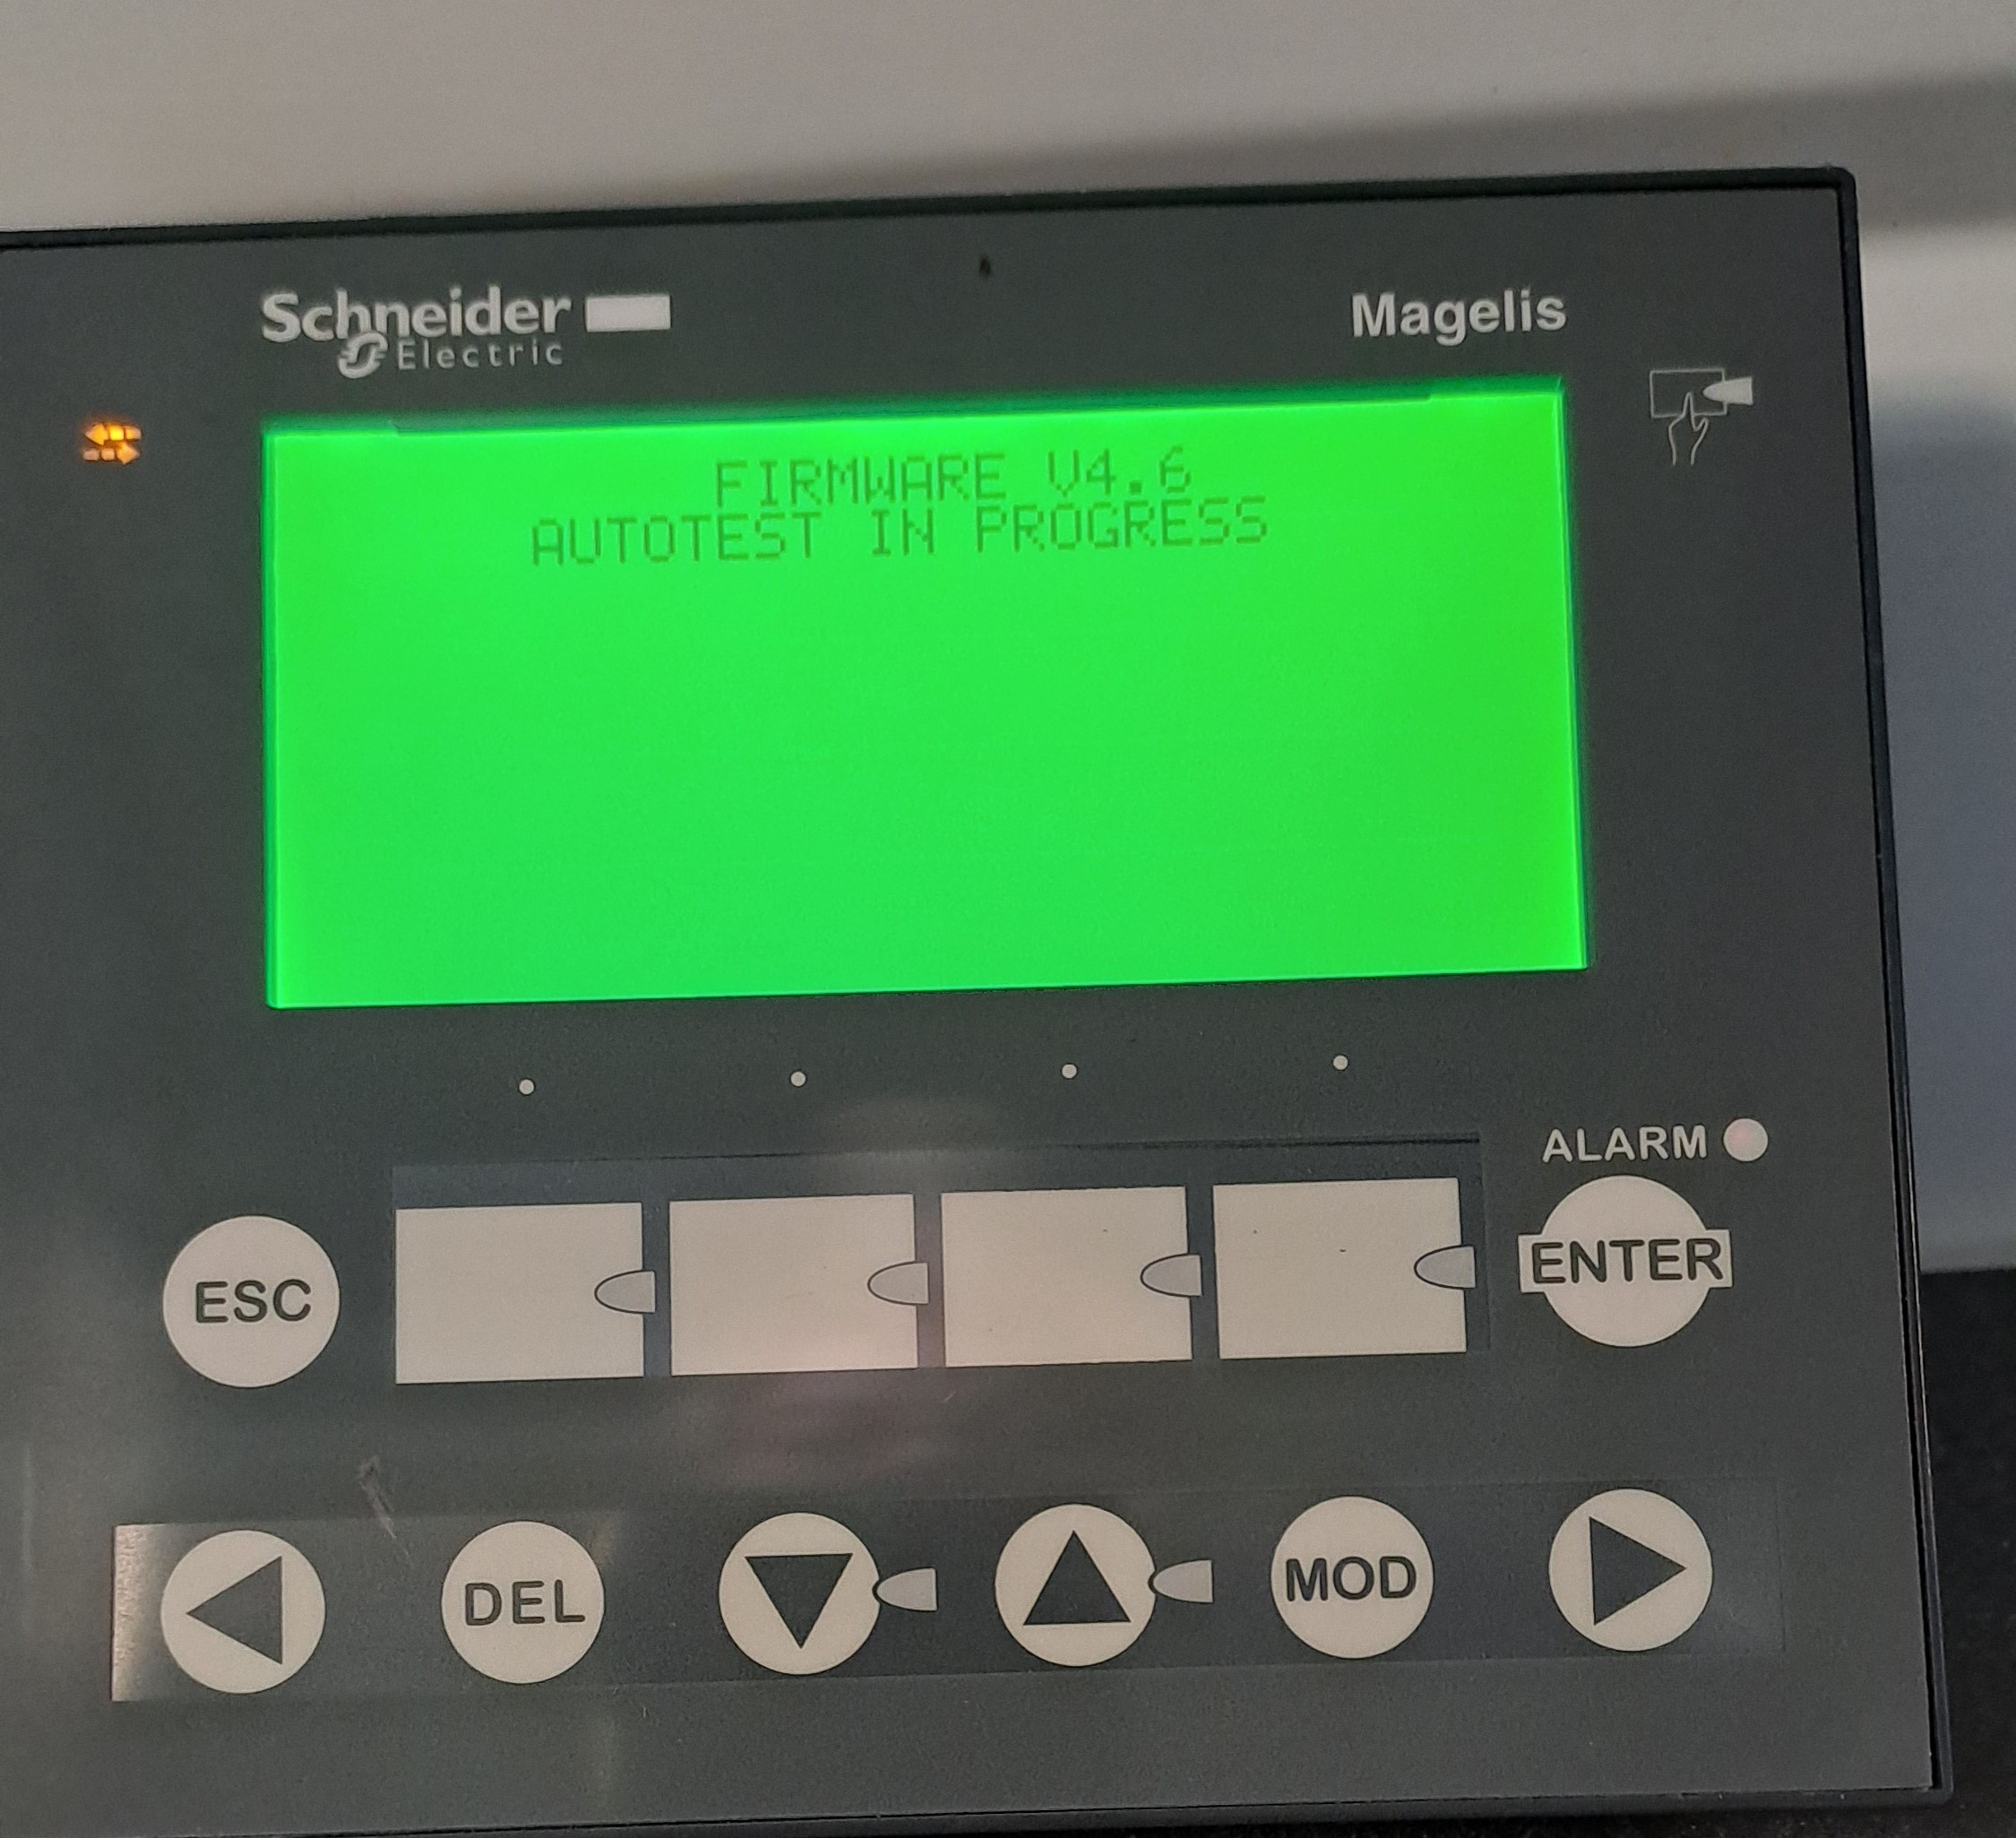 Schneider
Electric
Magelis
FIRMWARE V4.6
AUTOTEST IN PROGRESS
ALARM
ESC
ENTER
DEL
MOD